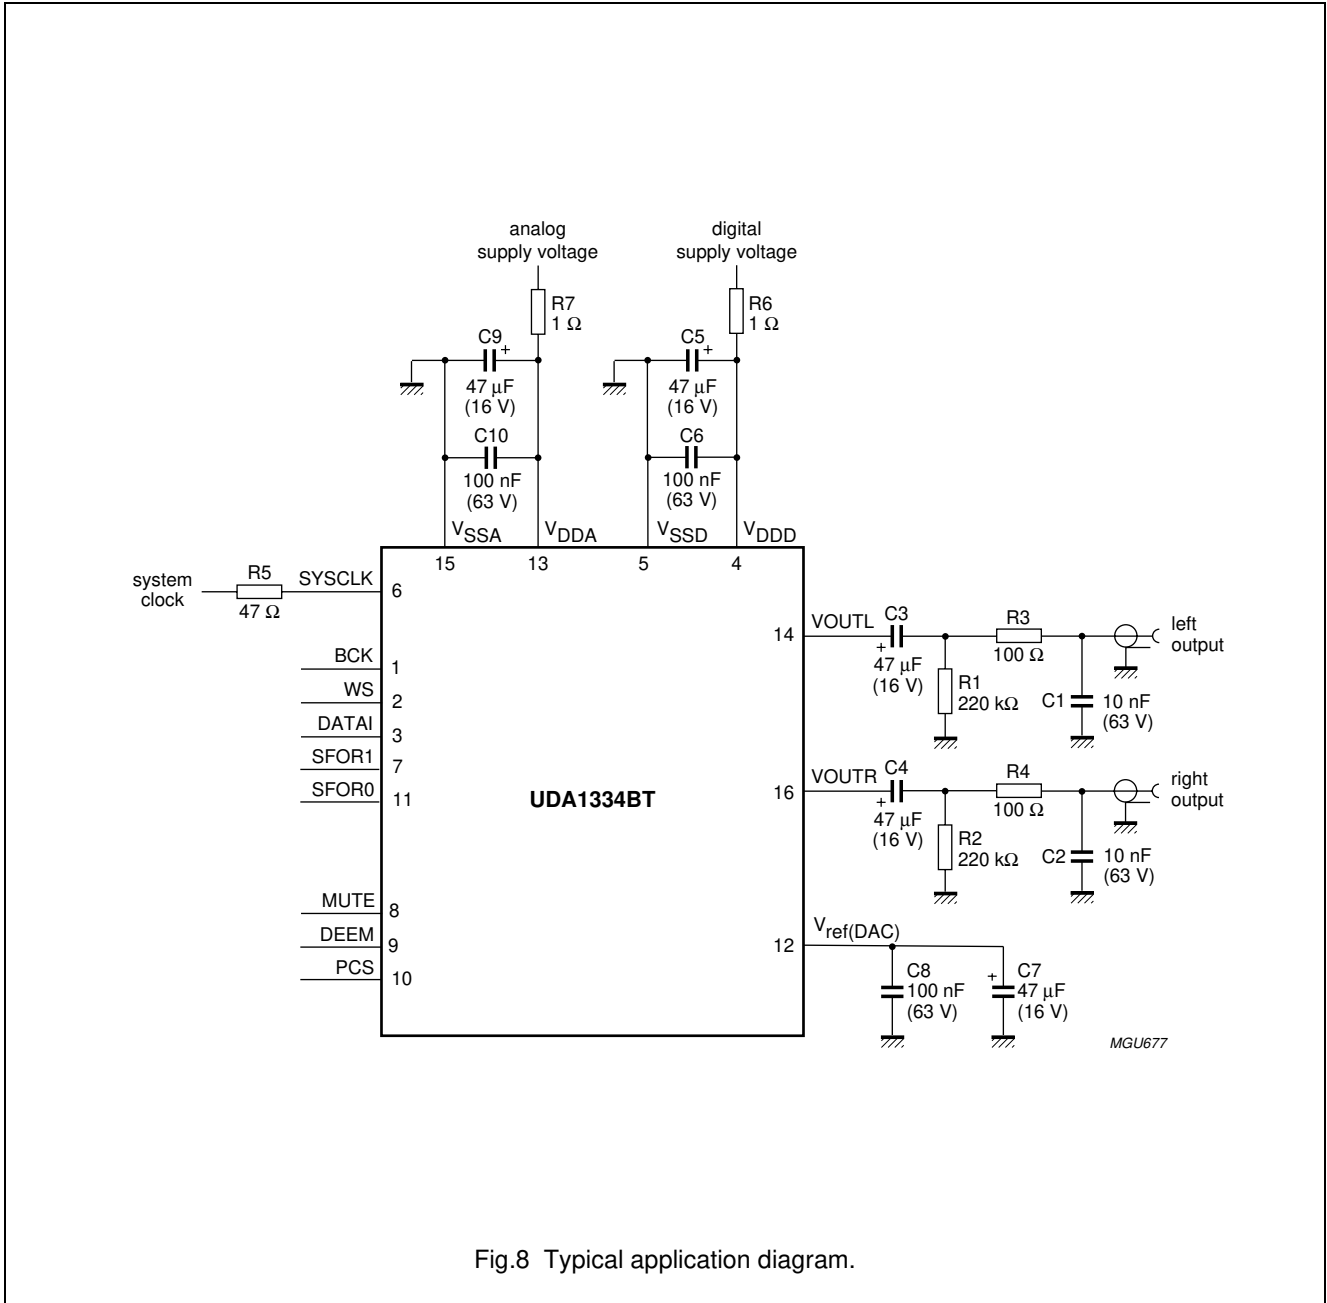 analog
supply voltage
digital
supply voltage
R7
1 Ω
R6
1 Ω
C9
+
47 µF
(16 V)
C5
+
47 µF
(16 V)
C10
100 nF
(63 V)
C6
100 nF
(63 V)
VSSA
VDDA
VSSD
VDDD
15
13
5
4
system
clock
R5
47 Ω
SYSCLK
6
BCK
1
WS
2
DATAI
3
SFOR1
7
SFOR0
11
MUTE
8
DEEM
9
PCS
10
UDA1334BT
14
VOUTL
C3
+
47 µF
(16 V)
R1
220 kΩ
R3
100 Ω
C1
10 nF
(63 V)
left
output
16
VOUTR
C4
+
47 µF
(16 V)
R2
220 kΩ
R4
100 Ω
C2
10 nF
(63 V)
right
output
12
Vref(DAC)
C8
100 nF
(63 V)
+
C7
47 µF
(16 V)
MGU677
Fig.8 Typical application diagram.